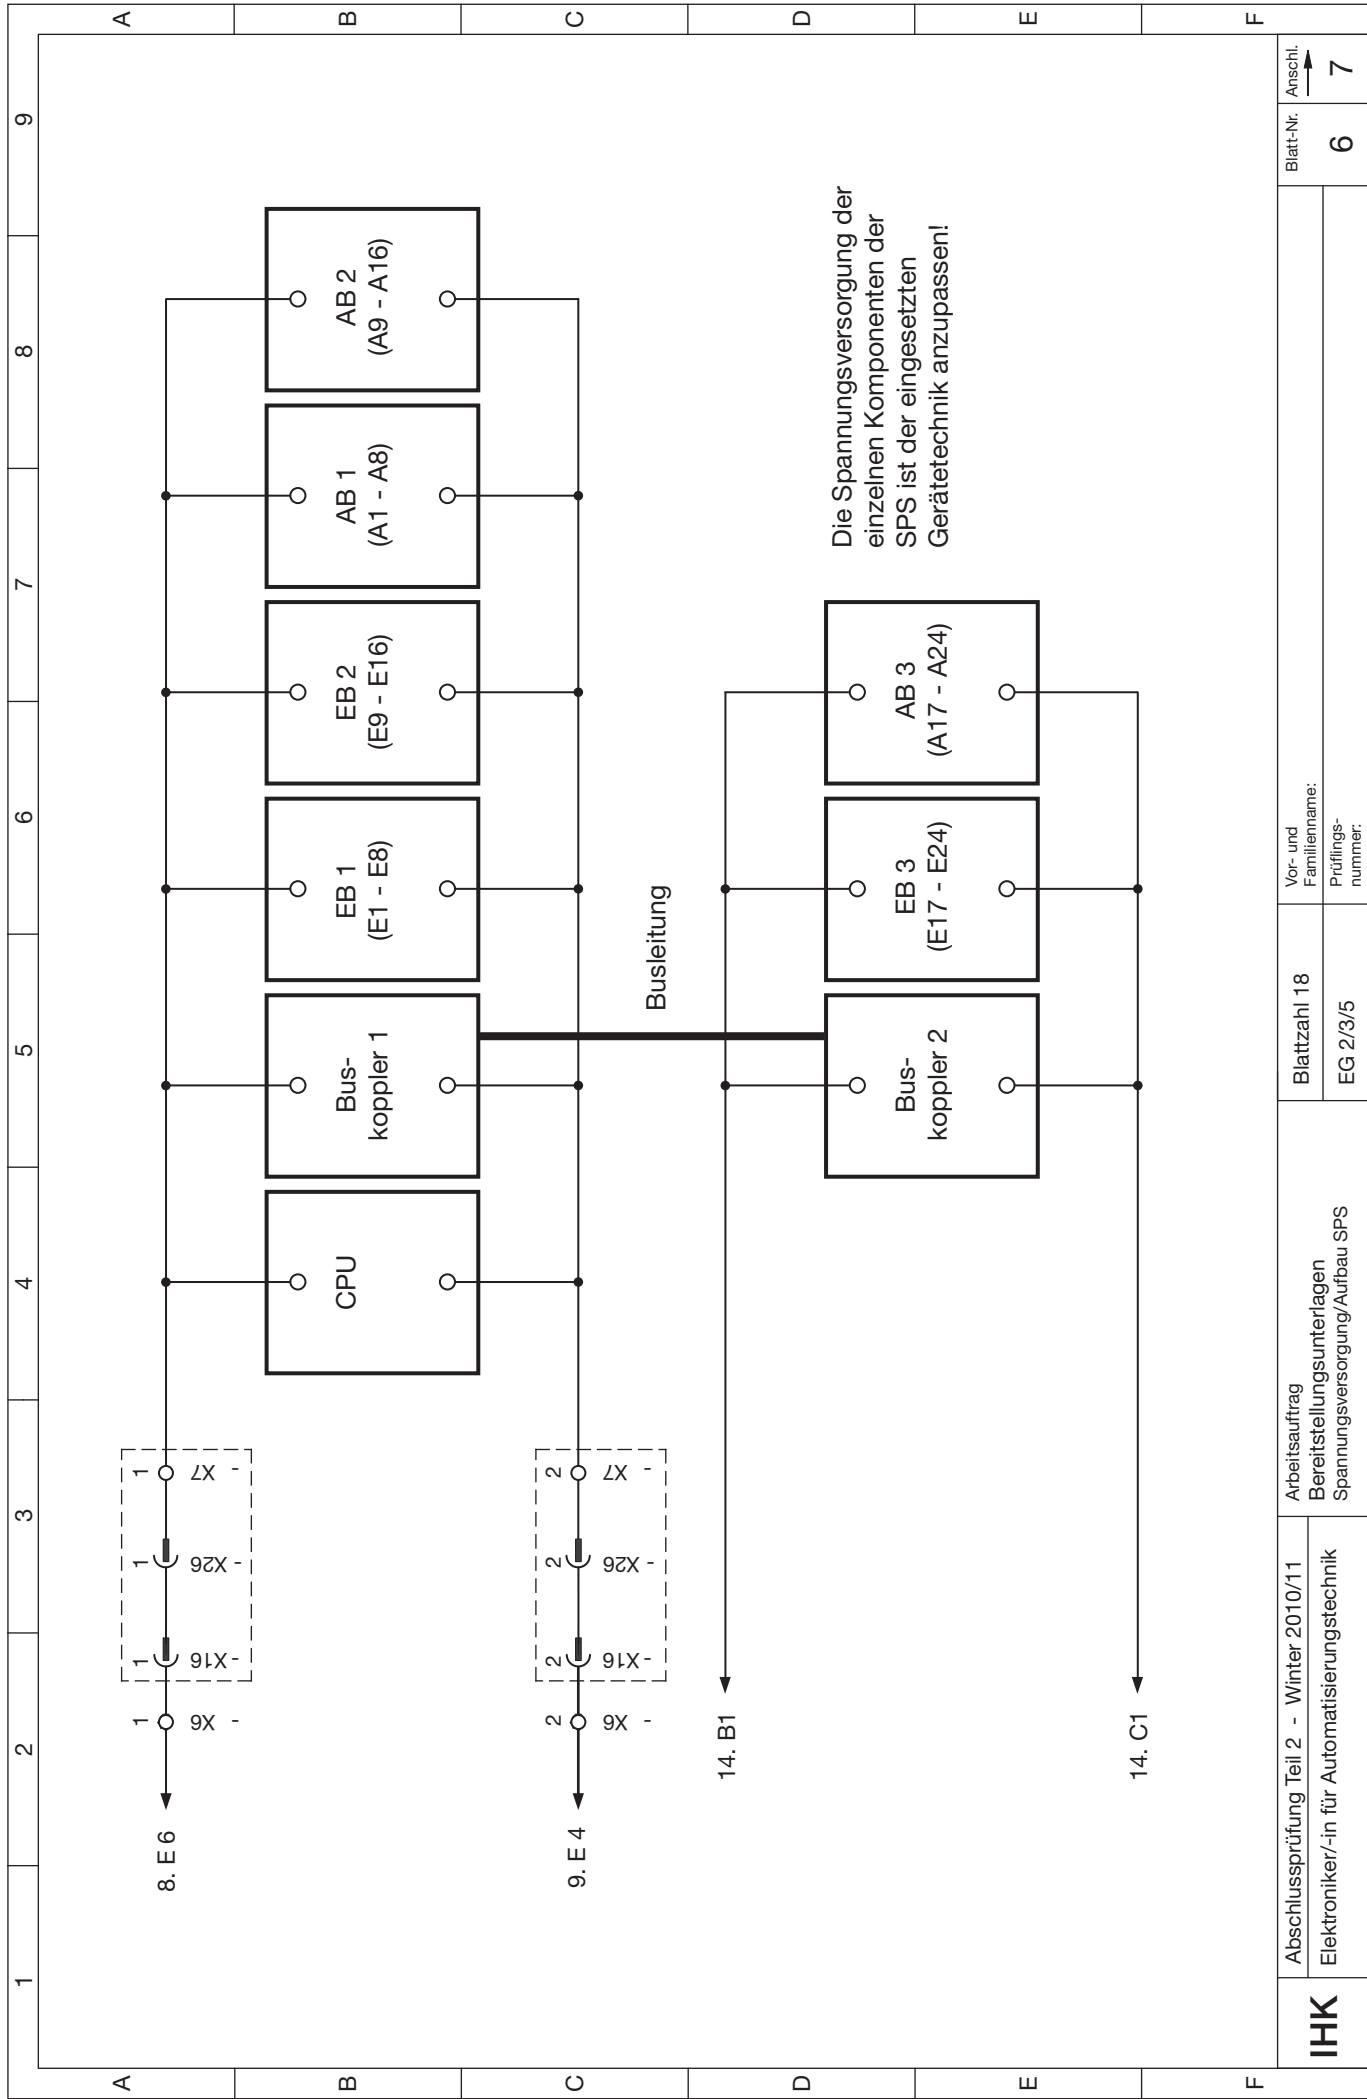 1 2 3 4 5 6 7 8 9
A
B
C
D
E
F
A
B
C
D
E
F
8. E 6
1 1 1 1
- X6 - X16 - X26 - X7
CPU
Bus-
koppler 1
EB 1
(E1 - E8)
EB 2
(E9 - E16)
AB 1
(A1 - A8)
AB 2
(A9 - A16)
9. E 4
2 2 2 2
- X6 - X16 - X26 - X7
Busleitung
14. B1
Bus-
koppler 2
EB 3
(E17 - E24)
AB 3
(A17 - A24)
14. C1
Die Spannungsversorgung der
einzelnen Komponenten der
SPS ist der eingesetzten
Gerätetechnik anzupassen!
IHK
Abschlussprüfung Teil 2 - Winter 2010/11
Elektroniker/-in für Automatisierungstechnik
Arbeitsauftrag
Bereitstellungsunterlagen
Spannungsversorgung/Aufbau SPS
Blattzahl 18
EG 2/3/5
Vor- und
Familienname:
Prüflings-
nummer:
Blatt-Nr.
6
Anschl.
7